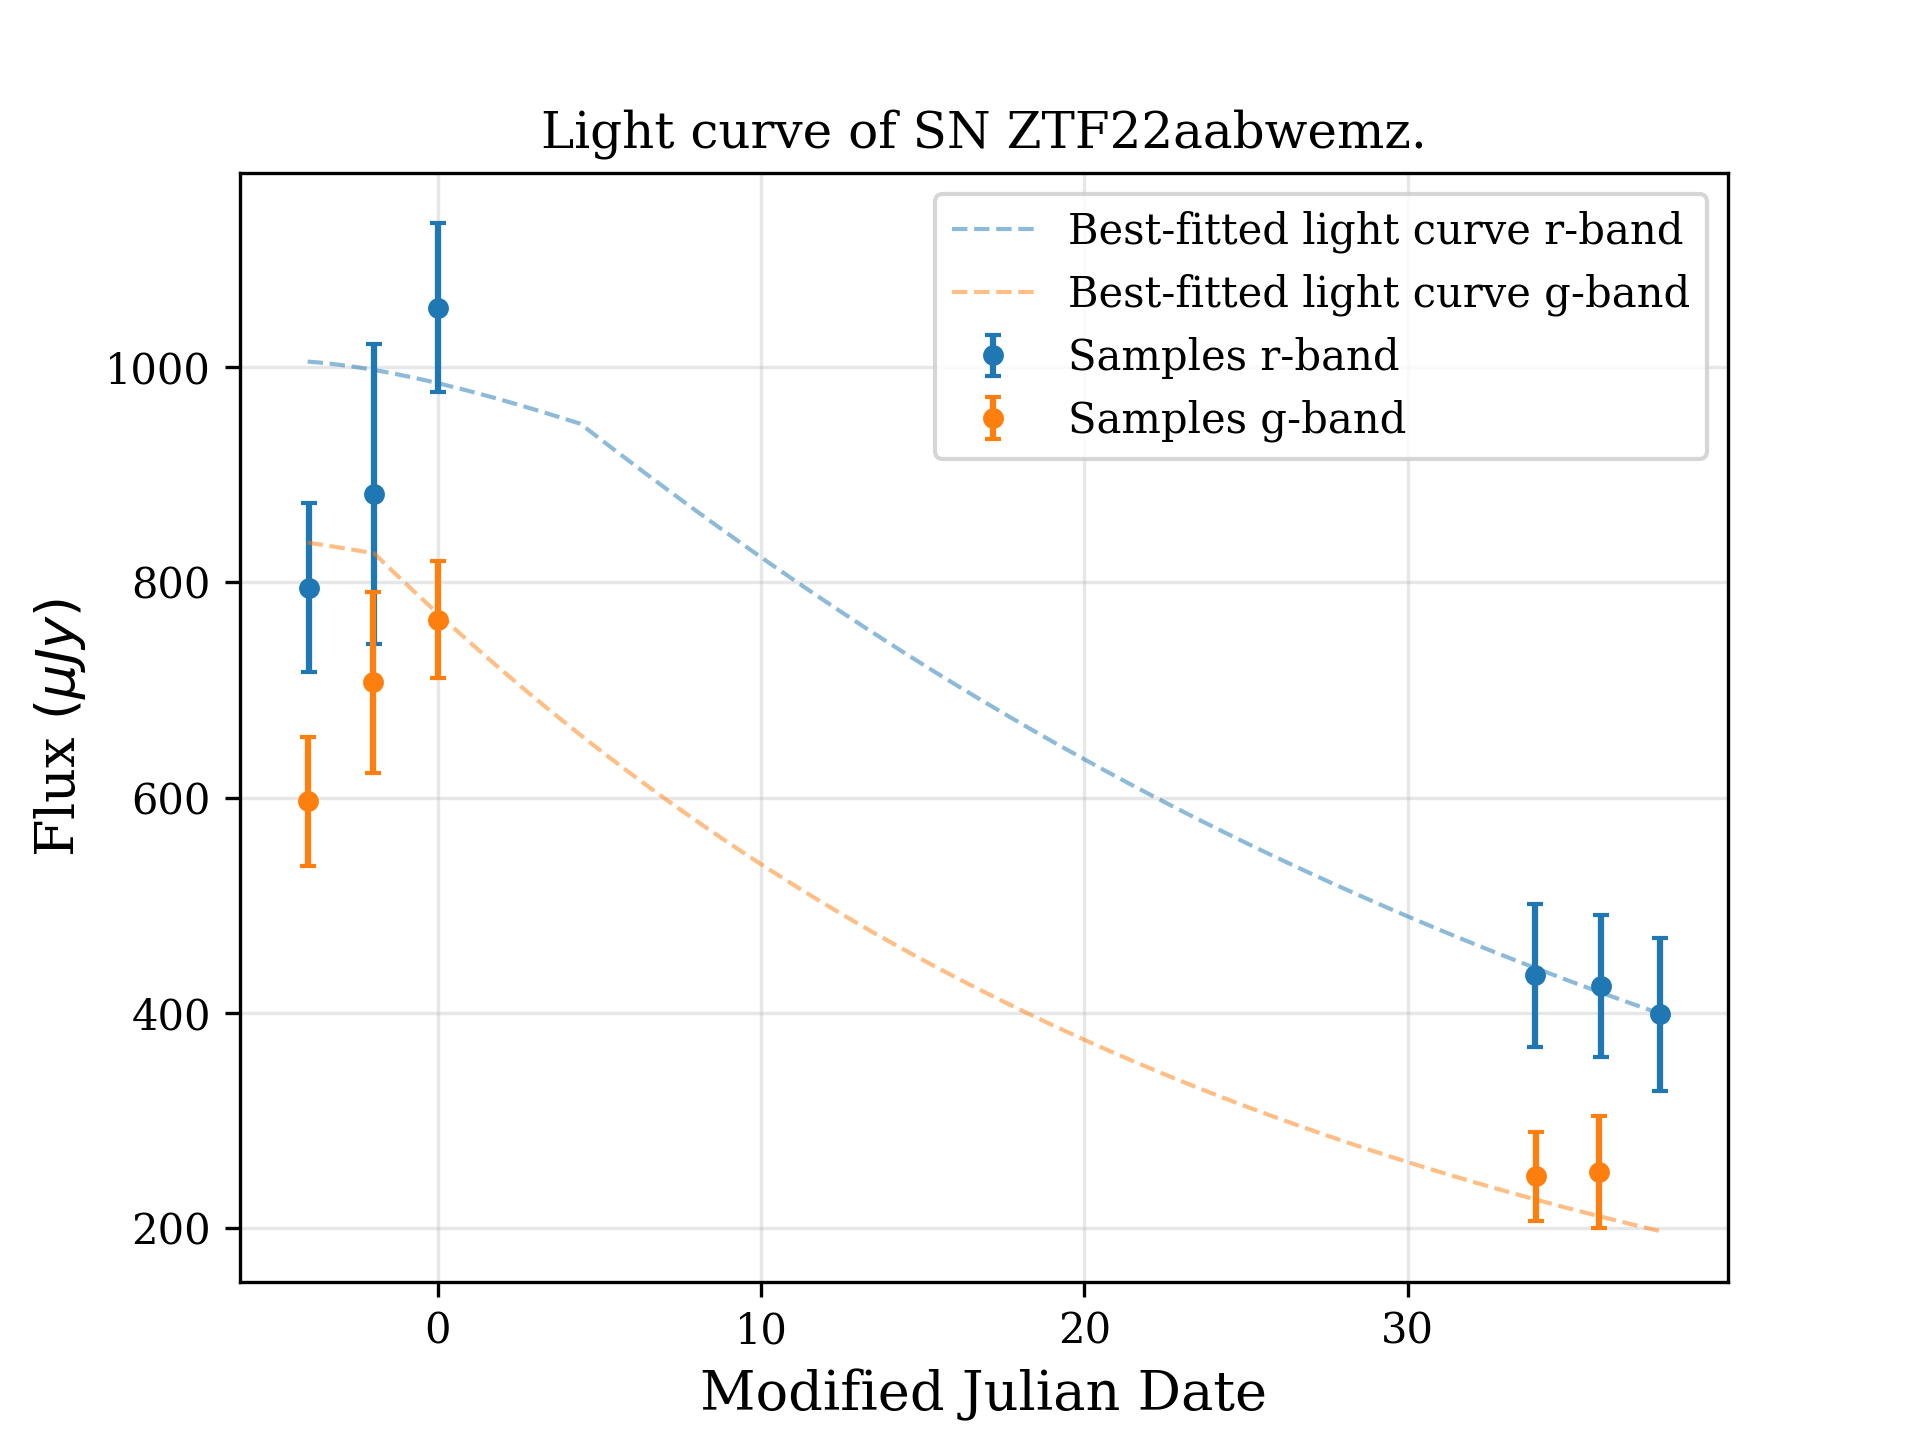 Light curve of SN ZTF22aabwemz.
Best-fitted light curve r-band
Best-fitted light curve g-band
Samples r-band
Samples g-band
1000
800
600
400
200
Flux (μJy)
0 10 20 30
Modified Julian Date